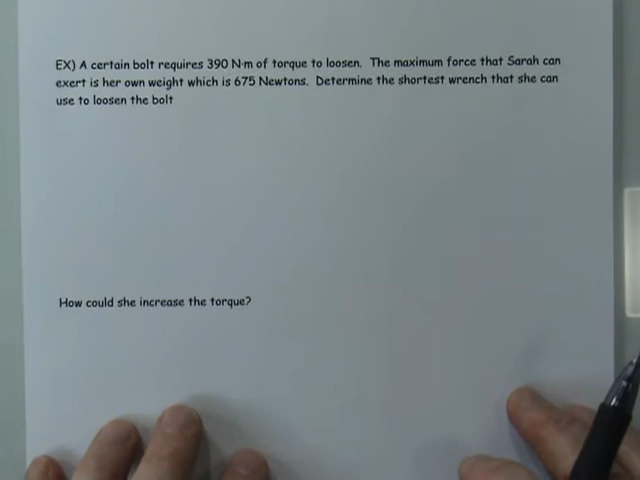 EX) A certain bolt requires 390 N·m of torque to loosen.  The maximum force that Sarah can
exert is her own weight which is 675 Newtons.  Determine the shortest wrench that she can
use to loosen the bolt
How could she increase the torque?